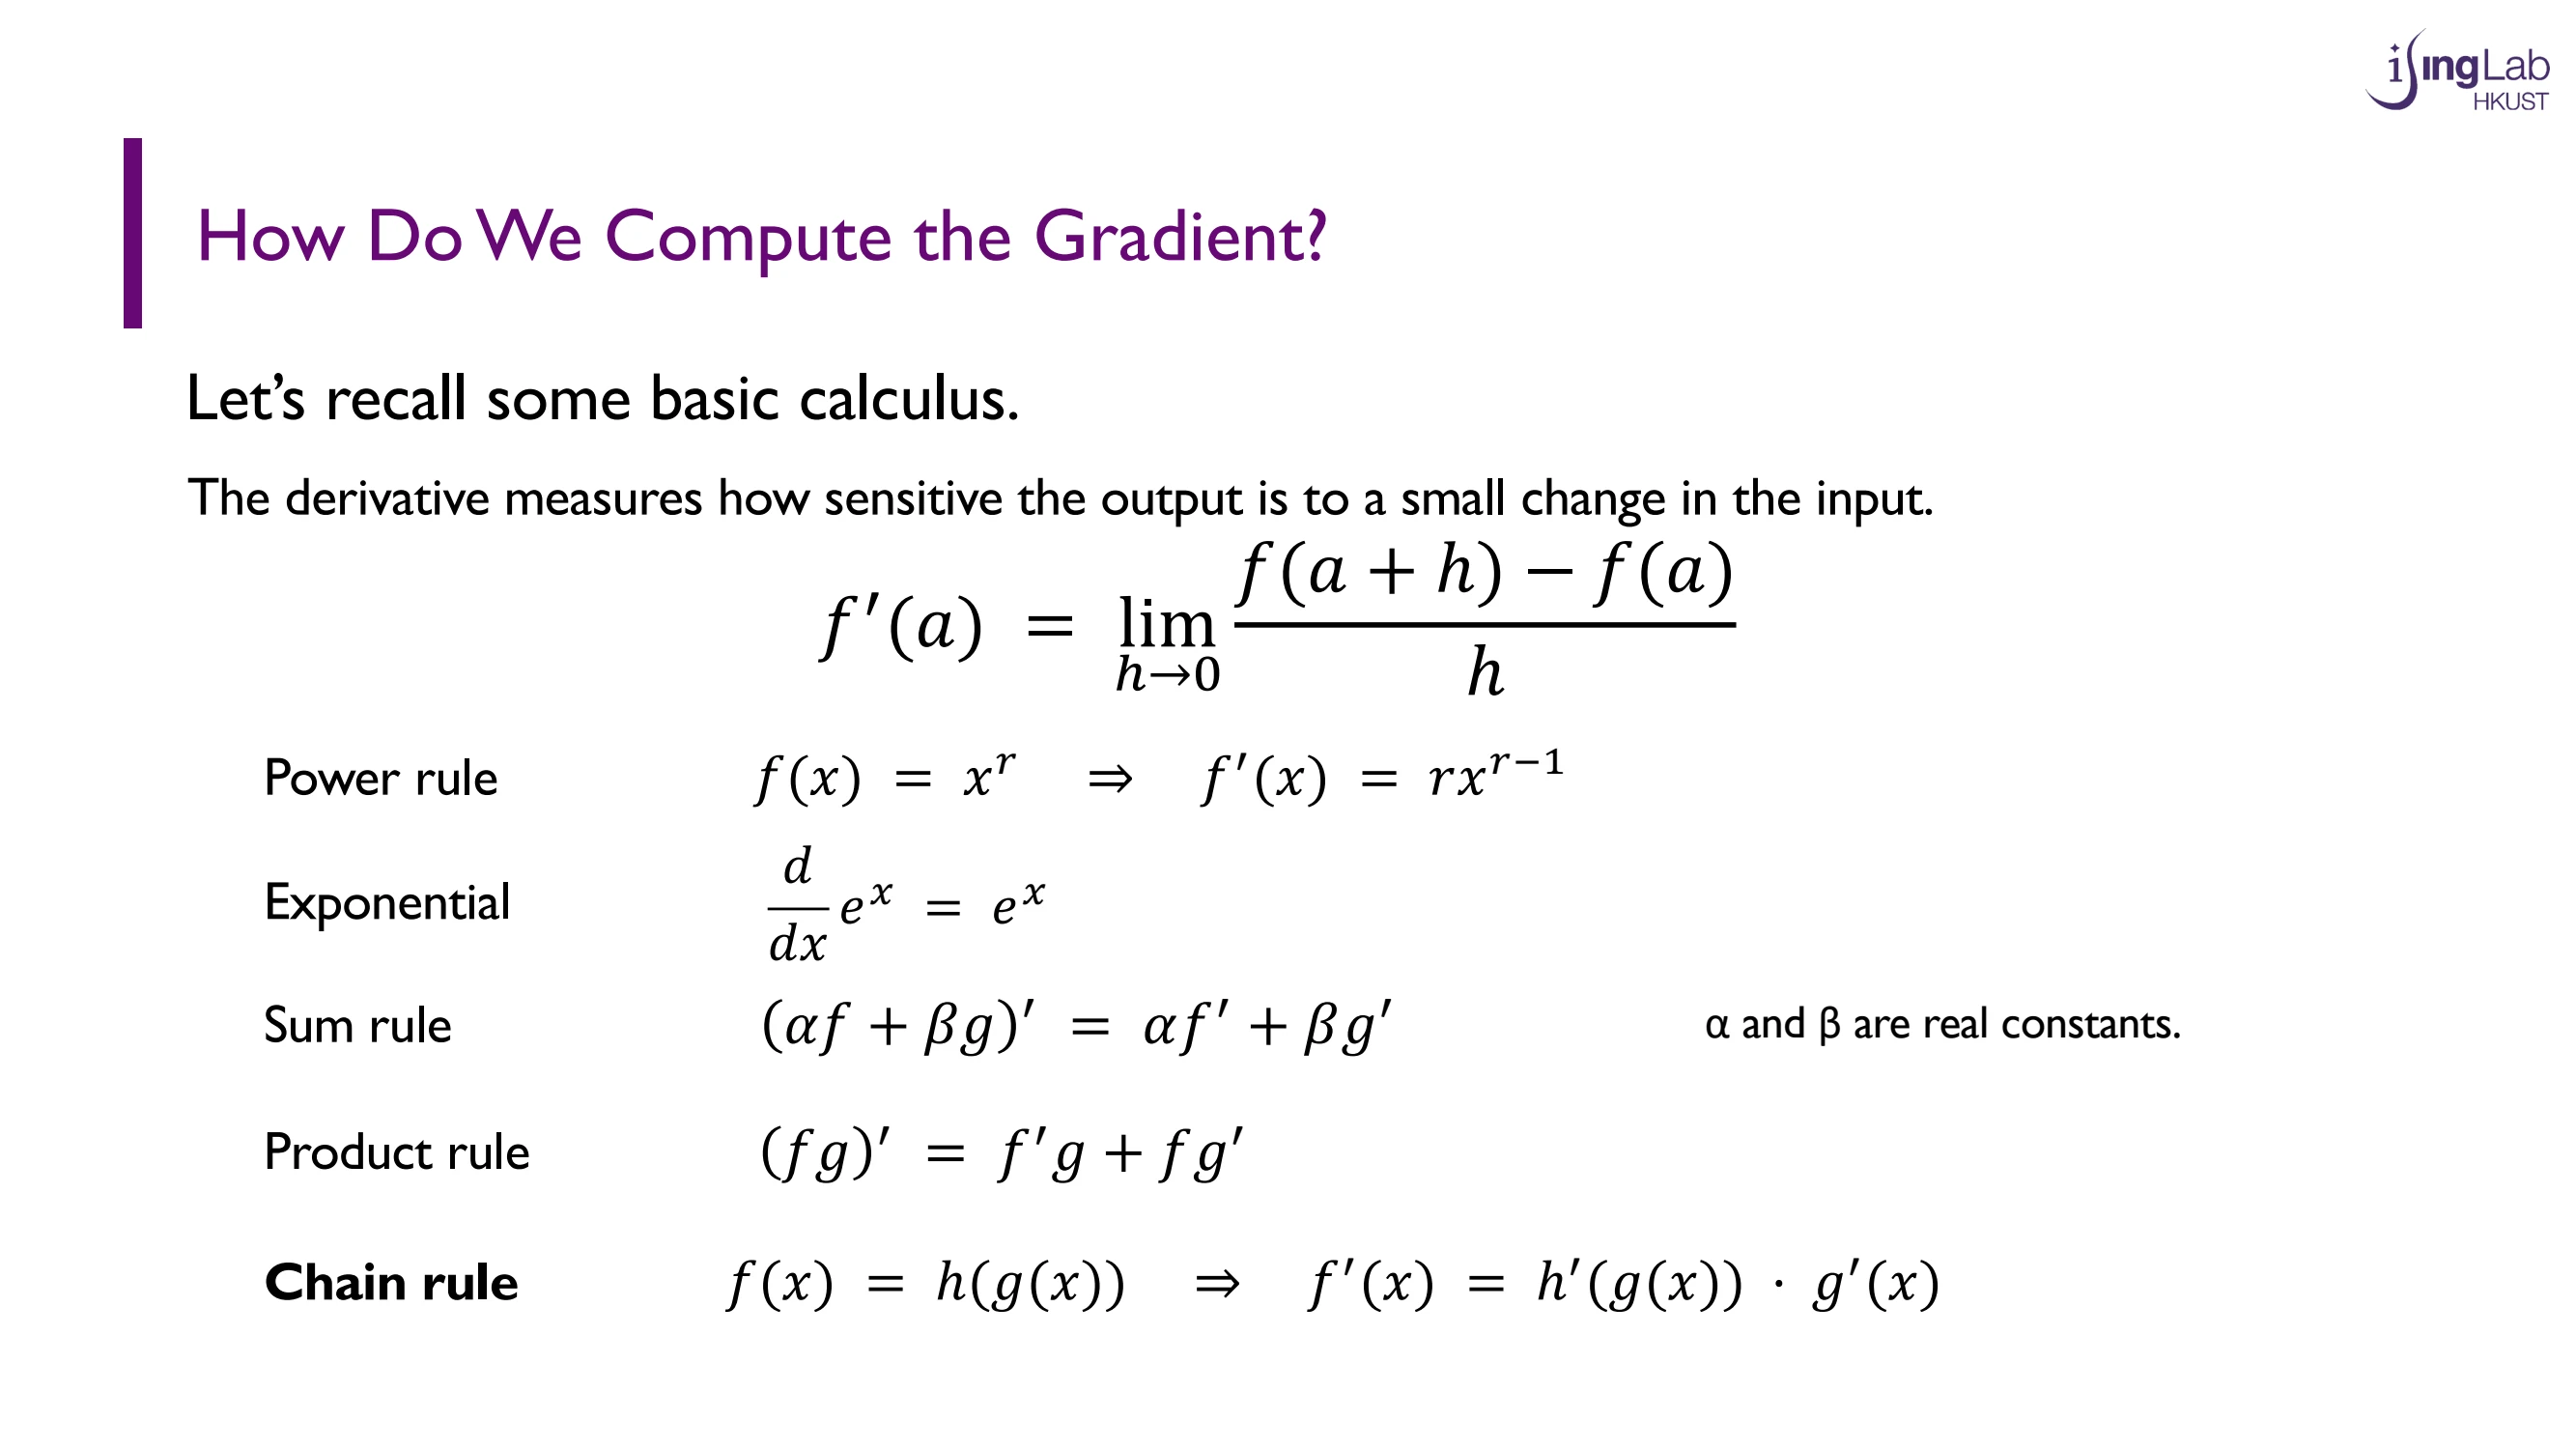 iSingLab
HKUST
How Do We Compute the Gradient?
Let’s recall some basic calculus.
The derivative measures how sensitive the output is to a small change in the input.
f′(a) = lim h→0 f(a + h) − f(a) / h
Power rule f(x) = x^r ⇒ f′(x) = rx^{r−1}
Exponential d/dx e^x = e^x
Sum rule (αf + βg)′ = αf′ + βg′ α and β are real constants.
Product rule (fg)′ = f′g + fg′
Chain rule f(x) = h(g(x)) ⇒ f′(x) = h′(g(x)) · g′(x)